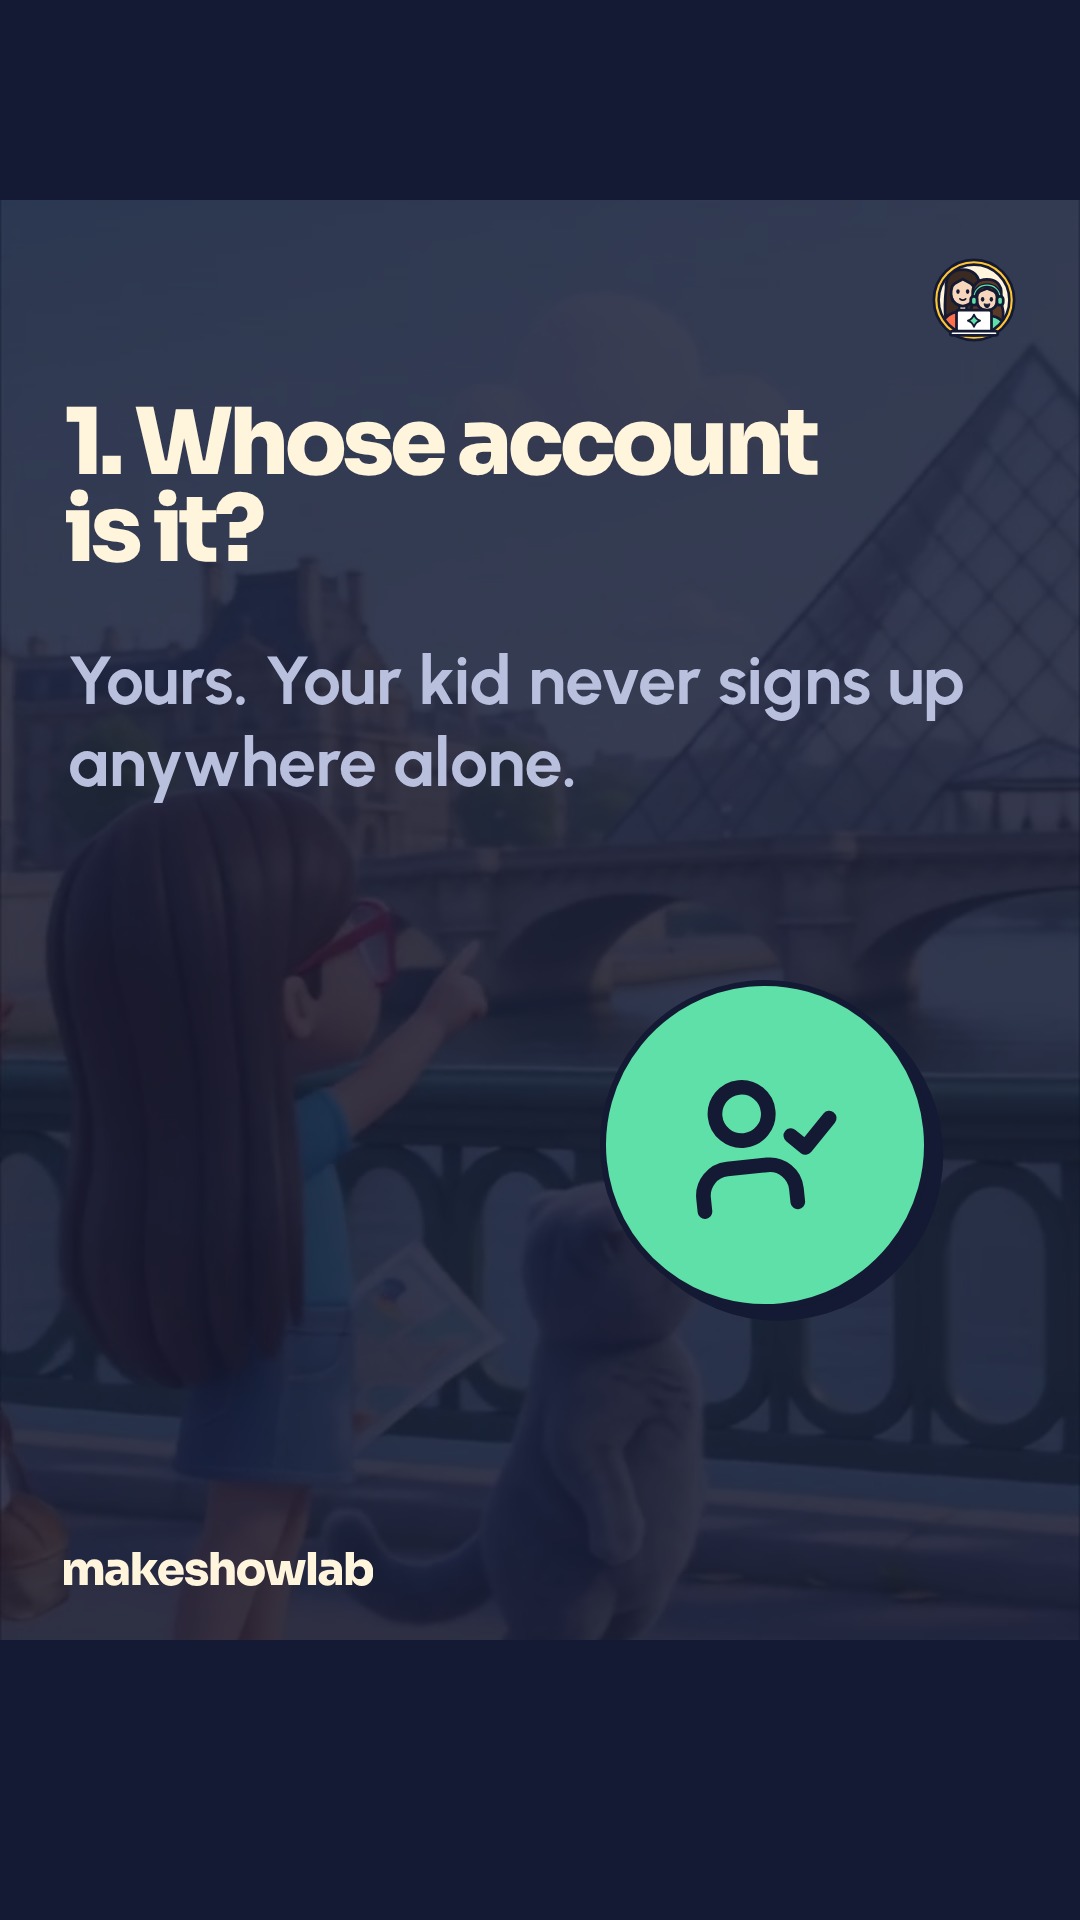 1. Whose account
is it?
Yours. Your kid never signs up
anywhere alone.
makeshowlab